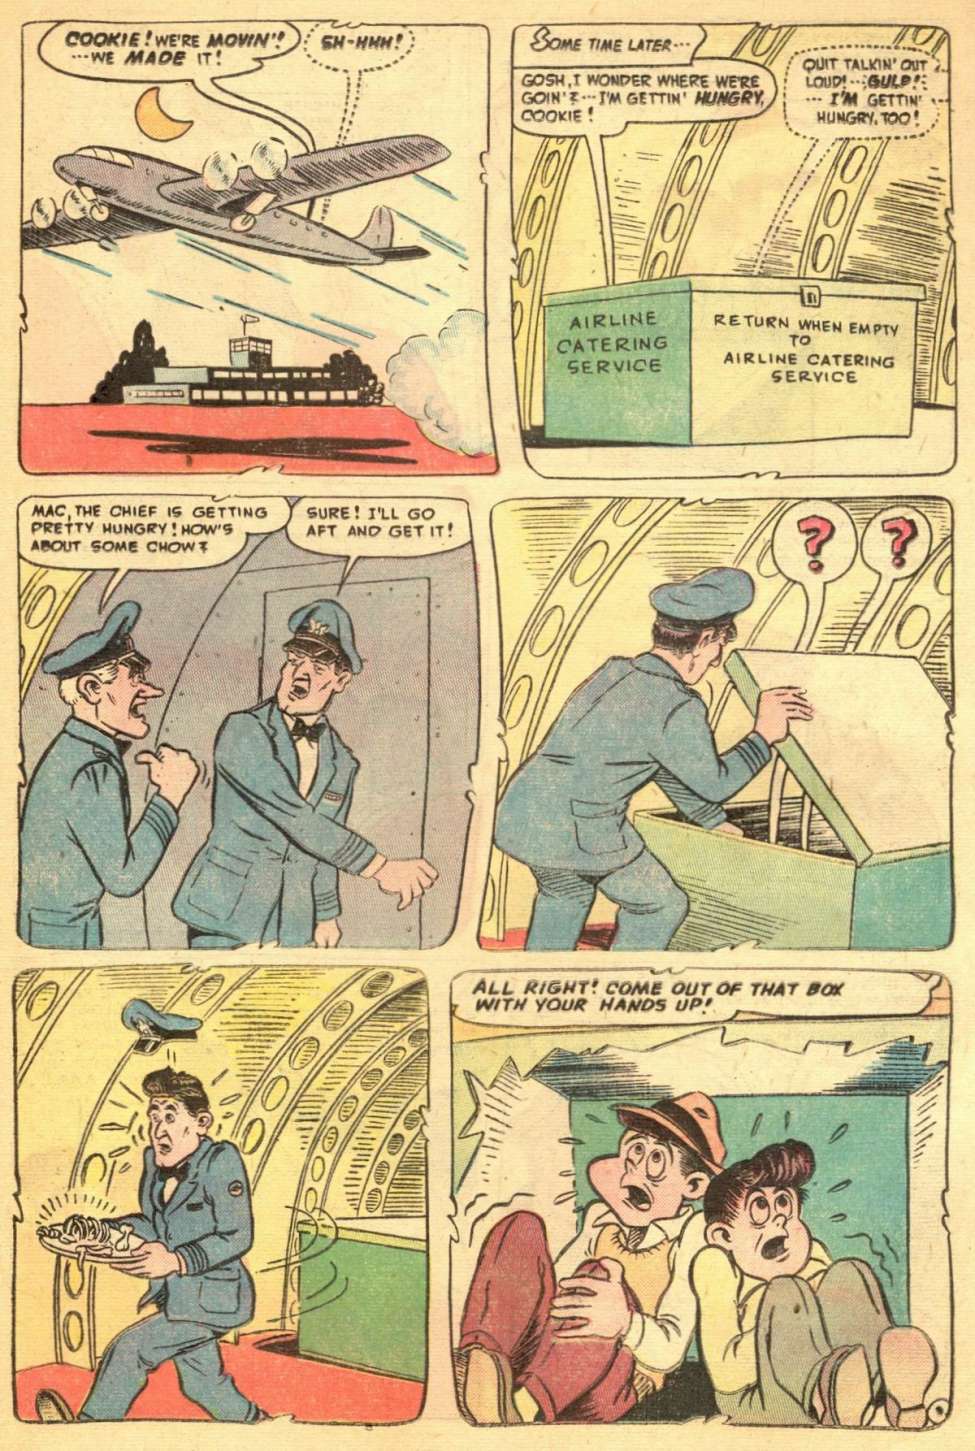 COOKIE! WE'RE MOVIN'!
...WE MADE IT!
SH-HHH!
SOME TIME LATER...
GOSH, I WONDER WHERE WE'RE
GOIN'? ...I'M GETTIN' HUNGRY,
COOKIE!
QUIT TALKIN' OUT
LOUD! ...GULP!
... I'M GETTIN'
HUNGRY, TOO!
AIRLINE
CATERING
SERVICE
RETURN WHEN EMPTY
TO
AIRLINE CATERING
SERVICE
MAC, THE CHIEF IS GETTING
PRETTY HUNGRY! HOW'S
ABOUT SOME CHOW?
SURE! I'LL GO
AFT AND GET IT!
?
?
ALL RIGHT! COME OUT OF THAT BOX
WITH YOUR HANDS UP!